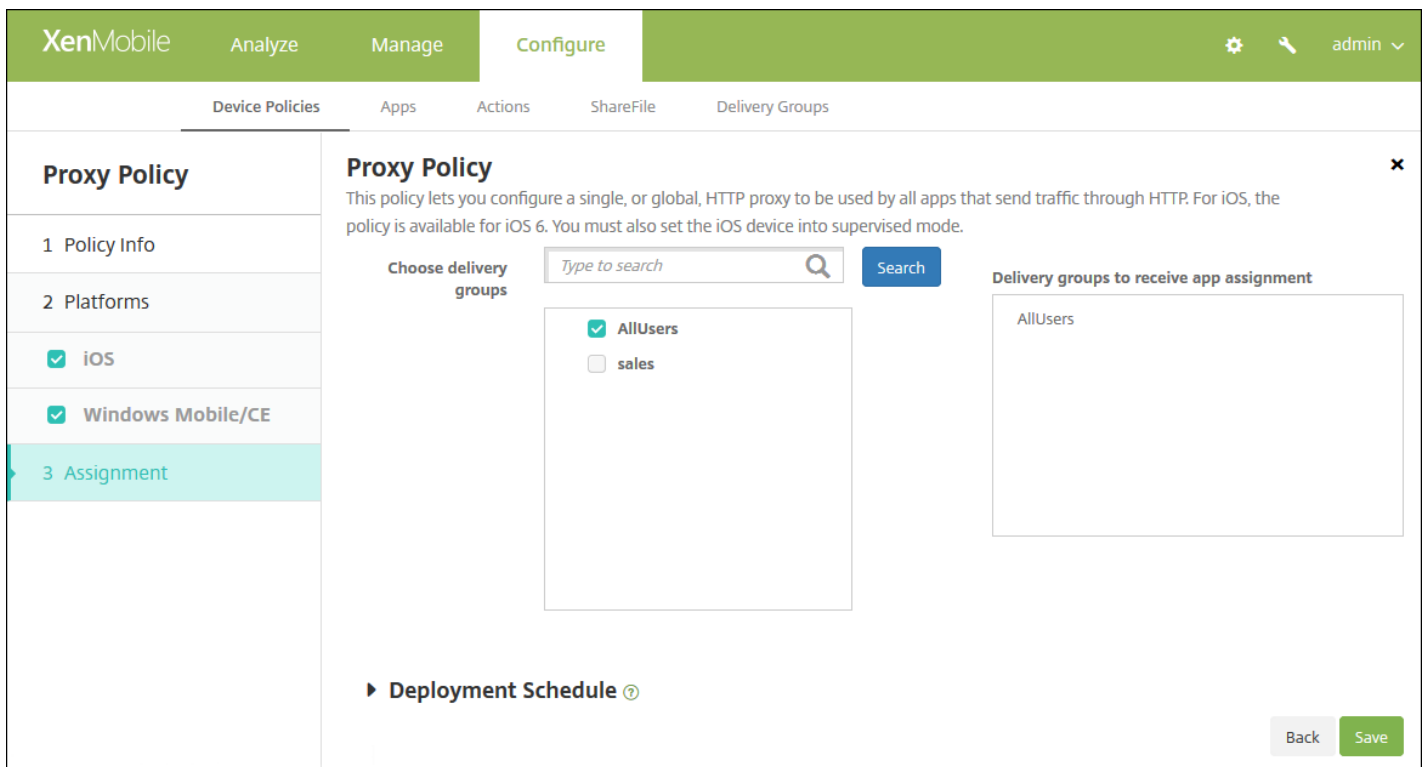 XenMobile Analyze Manage Configure admin
Device Policies Apps Actions ShareFile Delivery Groups
Proxy Policy
1 Policy Info
2 Platforms
iOS
Windows Mobile/CE
3 Assignment
Proxy Policy
This policy lets you configure a single, or global, HTTP proxy to be used by all apps that send traffic through HTTP. For iOS, the
policy is available for iOS 6. You must also set the iOS device into supervised mode.
Choose delivery
groups
Type to search
Search
AllUsers
sales
Delivery groups to receive app assignment
AllUsers
Deployment Schedule ?
Back Save